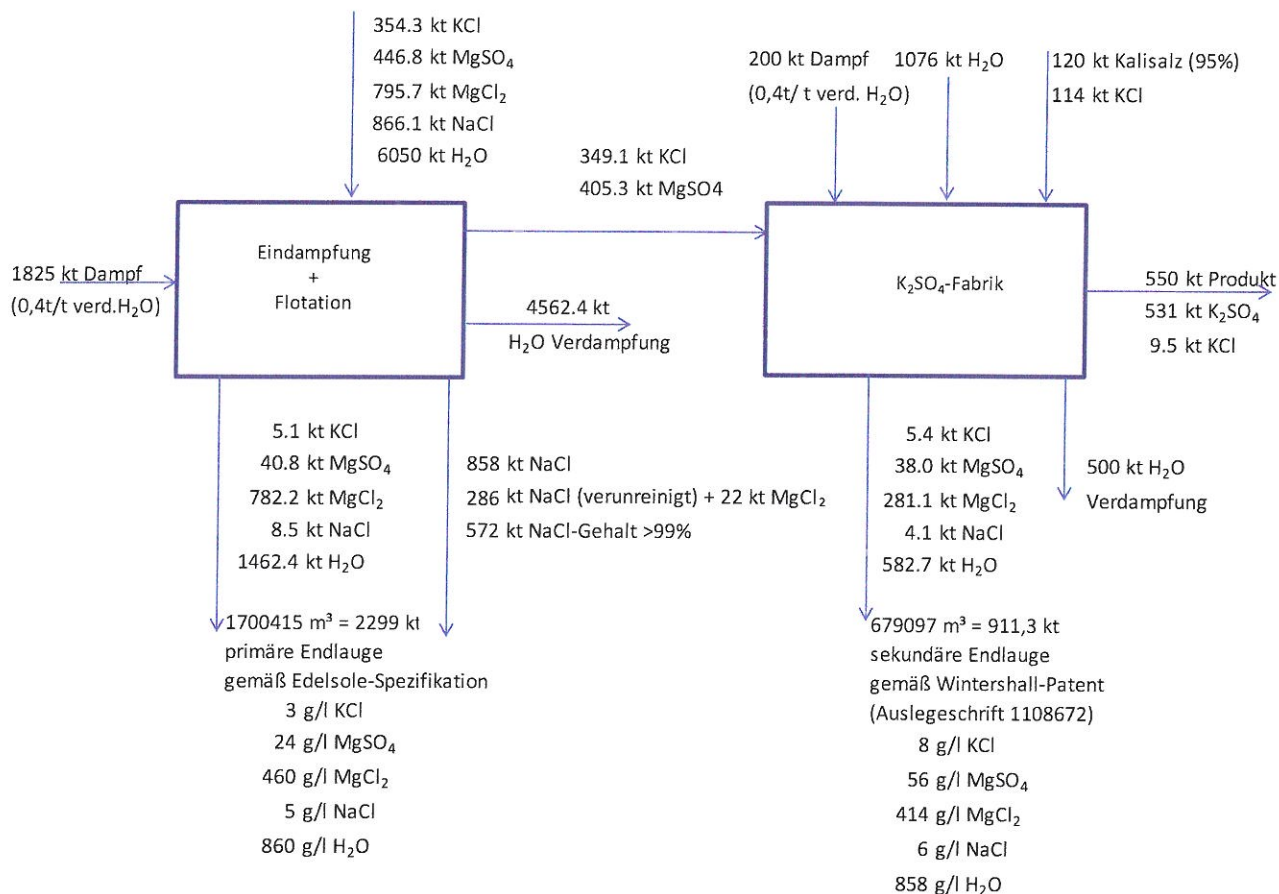 354.3 kt KCl
446.8 kt MgSO₄
795.7 kt MgCl₂
866.1 kt NaCl
6050 kt H₂O
1825 kt Dampf
(0,4t/t verd.H₂O)
Eindampfung
+
Flotation
349.1 kt KCl
405.3 kt MgSO4
4562.4 kt
H₂O Verdampfung
200 kt Dampf
(0,4t/ t verd. H₂O)
1076 kt H₂O
120 kt Kalisalz (95%)
114 kt KCl
K₂SO₄-Fabrik
550 kt Produkt
531 kt K₂SO₄
9.5 kt KCl
5.1 kt KCl
40.8 kt MgSO₄
782.2 kt MgCl₂
8.5 kt NaCl
1462.4 kt H₂O
858 kt NaCl
286 kt NaCl (verunreinigt) + 22 kt MgCl₂
572 kt NaCl-Gehalt >99%
1700415 m³ = 2299 kt
primäre Endlauge
gemäß Edelsole-Spezifikation
3 g/l KCl
24 g/l MgSO₄
460 g/l MgCl₂
5 g/l NaCl
860 g/l H₂O
5.4 kt KCl
38.0 kt MgSO₄
281.1 kt MgCl₂
4.1 kt NaCl
582.7 kt H₂O
500 kt H₂O
Verdampfung
679097 m³ = 911,3 kt
sekundäre Endlauge
gemäß Wintershall-Patent
(Auslegeschrift 1108672)
8 g/l KCl
56 g/l MgSO₄
414 g/l MgCl₂
6 g/l NaCl
858 g/l H₂O